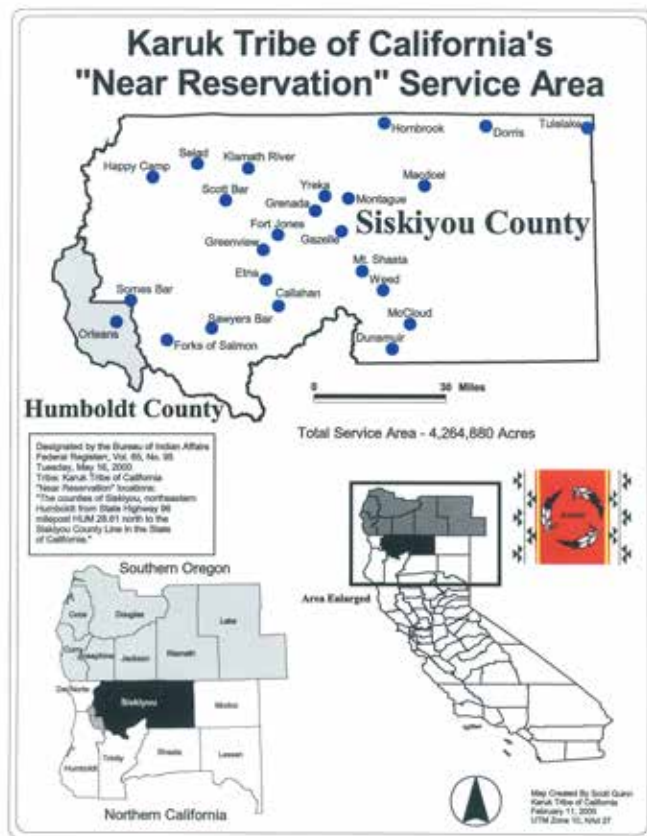 Karuk Tribe of California's
"Near Reservation" Service Area
Hornbrook
Dorris
Tulelake
Seiad
Klamath River
Happy Camp
Macdoel
Scott Bar
Yreka
Montague
Grenada
Siskiyou County
Fort Jones
Gazelle
Greenview
Mt. Shasta
Etna
Weed
Somes Bar
Callahan
McCloud
Sawyers Bar
Orleans
Dunsmuir
Forks of Salmon
0 30 Miles
Humboldt County
Total Service Area - 4,264,680 Acres
Designated by the Bureau of Indian Affairs
Federal Register, Vol. 65, No. 95
Tuesday, May 16, 2000
Tribe: Karuk Tribe of California
"Near Reservation" locations:
"The counties of Siskiyou, northeastern
Humboldt from State Highway 96
milepost HUM 28.61 north to the
Siskiyou County Line in the State
of California."
Area Enlarged
Southern Oregon
Coos
Douglas
Lake
Curry
Josephine
Jackson
Klamath
Del Norte
Siskiyou
Modoc
Humboldt
Trinity
Shasta
Lassen
Northern California
Map Created By Scott Quinn
Karuk Tribe of California
February 11, 2005
UTM Zone 10, NAd 27